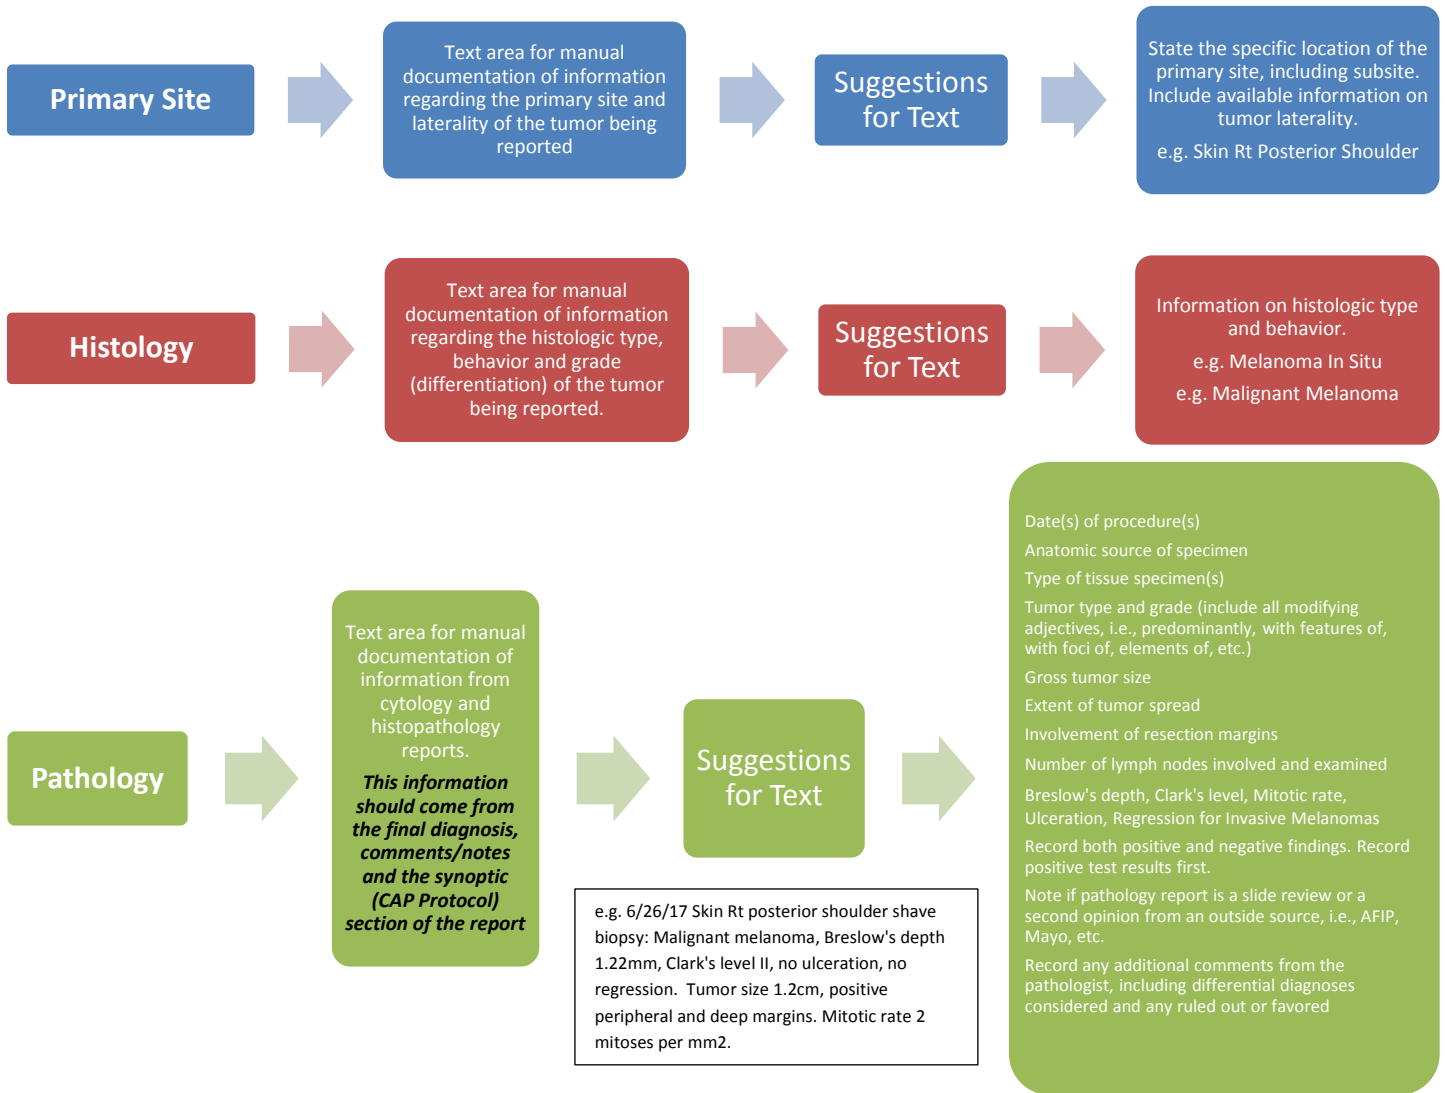 Primary Site
Text area for manual
documentation of information
regarding the primary site and
laterality of the tumor being
reported
Suggestions
for Text
State the specific location of the
primary site, including subsite.
Include available information on
tumor laterality.
e.g. Skin Rt Posterior Shoulder
Histology
Text area for manual
documentation of information
regarding the histologic type,
behavior and grade
(differentiation) of the tumor
being reported.
Suggestions
for Text
Information on histologic type
and behavior.
e.g. Melanoma In Situ
e.g. Malignant Melanoma
Pathology
Text area for manual
documentation of
information from
cytology and
histopathology
reports.
This information
should come from
the final diagnosis,
comments/notes
and the synoptic
(CAP Protocol)
section of the report
Suggestions
for Text
e.g. 6/26/17 Skin Rt posterior shoulder shave
biopsy: Malignant melanoma, Breslow's depth
1.22mm, Clark's level II, no ulceration, no
regression.  Tumor size 1.2cm, positive
peripheral and deep margins. Mitotic rate 2
mitoses per mm2.
Date(s) of procedure(s)
Anatomic source of specimen
Type of tissue specimen(s)
Tumor type and grade (include all modifying
adjectives, i.e., predominantly, with features of,
with foci of, elements of, etc.)
Gross tumor size
Extent of tumor spread
Involvement of resection margins
Number of lymph nodes involved and examined
Breslow's depth, Clark's level, Mitotic rate,
Ulceration, Regression for Invasive Melanomas
Record both positive and negative findings. Record
positive test results first.
Note if pathology report is a slide review or a
second opinion from an outside source, i.e., AFIP,
Mayo, etc.
Record any additional comments from the
pathologist, including differential diagnoses
considered and any ruled out or favored